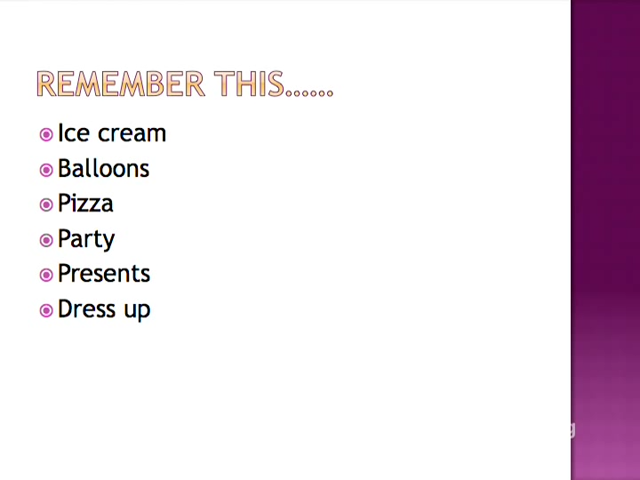 REMEMBER THIS......
Ice cream
Balloons
Pizza
Party
Presents
Dress up